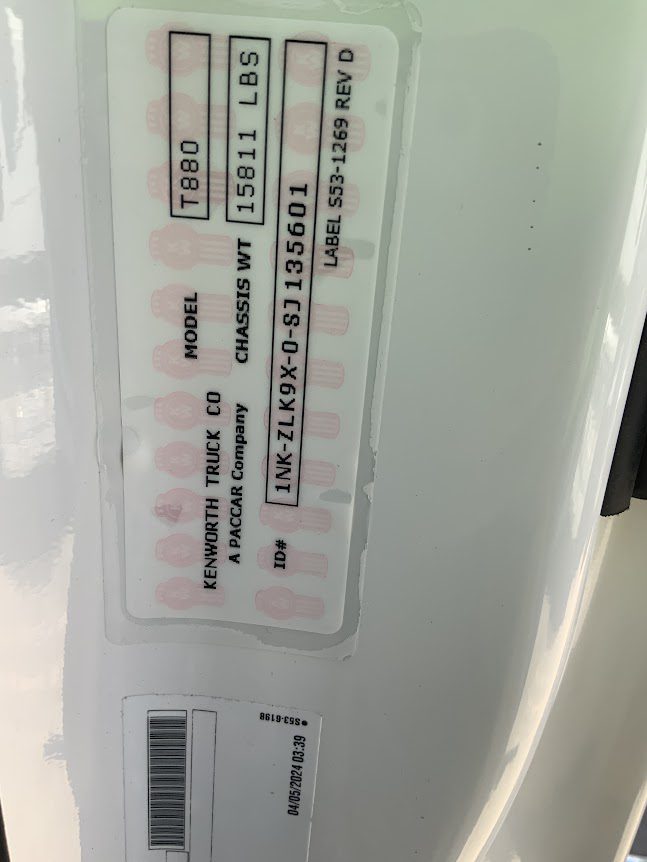 KENWORTH TRUCK CO MODEL T880
A PACCAR Company CHASSIS WT 15811 LBS
ID# 1NK-ZLK9X-0-SJ135601
LABEL S53-1269 REV D
S53-6198
04/05/2024 03:39